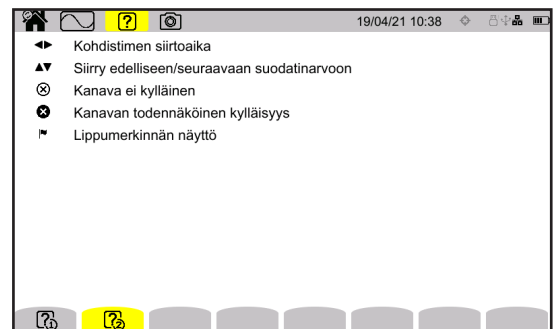 19/04/21 10:38
Kohdistimen siirtoaika
Siirry edelliseen/seuraavaan suodatinarvoon
Kanava ei kylläinen
Kanavan todennäköinen kylläisyys
Lippumerkinnän näyttö